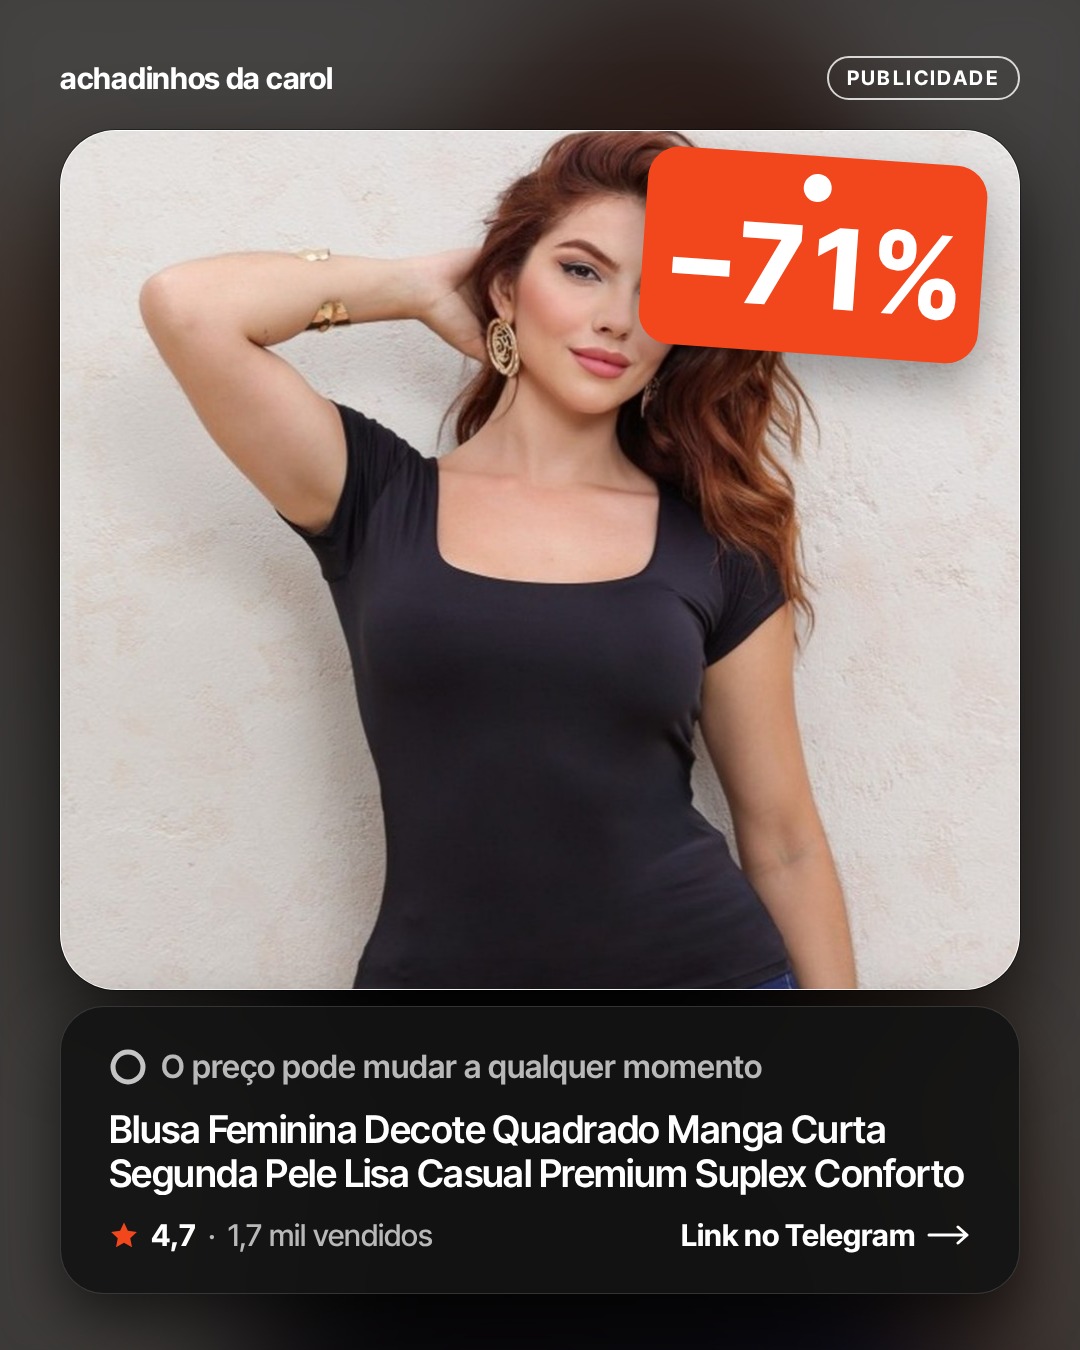 achadinhos da carol
PUBLICIDADE
–71%
O preço pode mudar a qualquer momento
Blusa Feminina Decote Quadrado Manga Curta
Segunda Pele Lisa Casual Premium Suplex Conforto
4,7 · 1,7 mil vendidos
Link no Telegram →